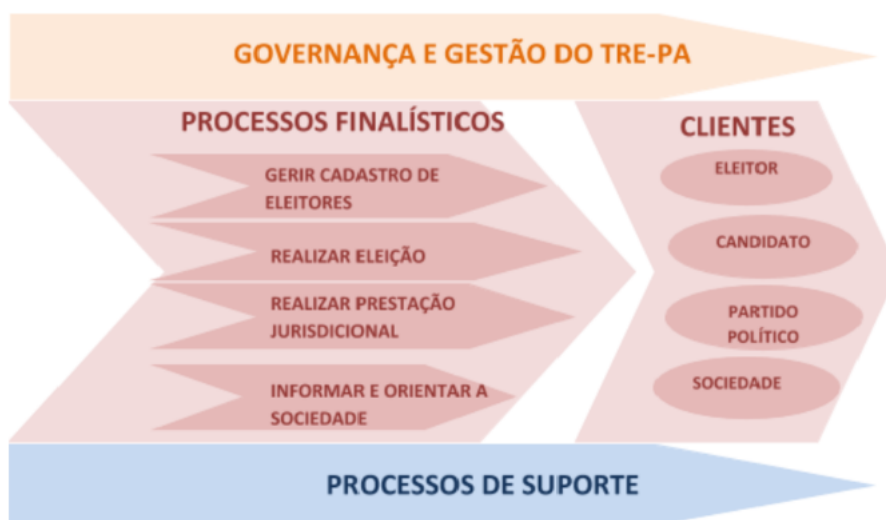 GOVERNANÇA E GESTÃO DO TRE-PA
PROCESSOS FINALÍSTICOS
GERIR CADASTRO DE
ELEITORES
REALIZAR ELEIÇÃO
REALIZAR PRESTAÇÃO
JURISDICIONAL
INFORMAR E ORIENTAR A
SOCIEDADE
CLIENTES
ELEITOR
CANDIDATO
PARTIDO
POLÍTICO
SOCIEDADE
PROCESSOS DE SUPORTE